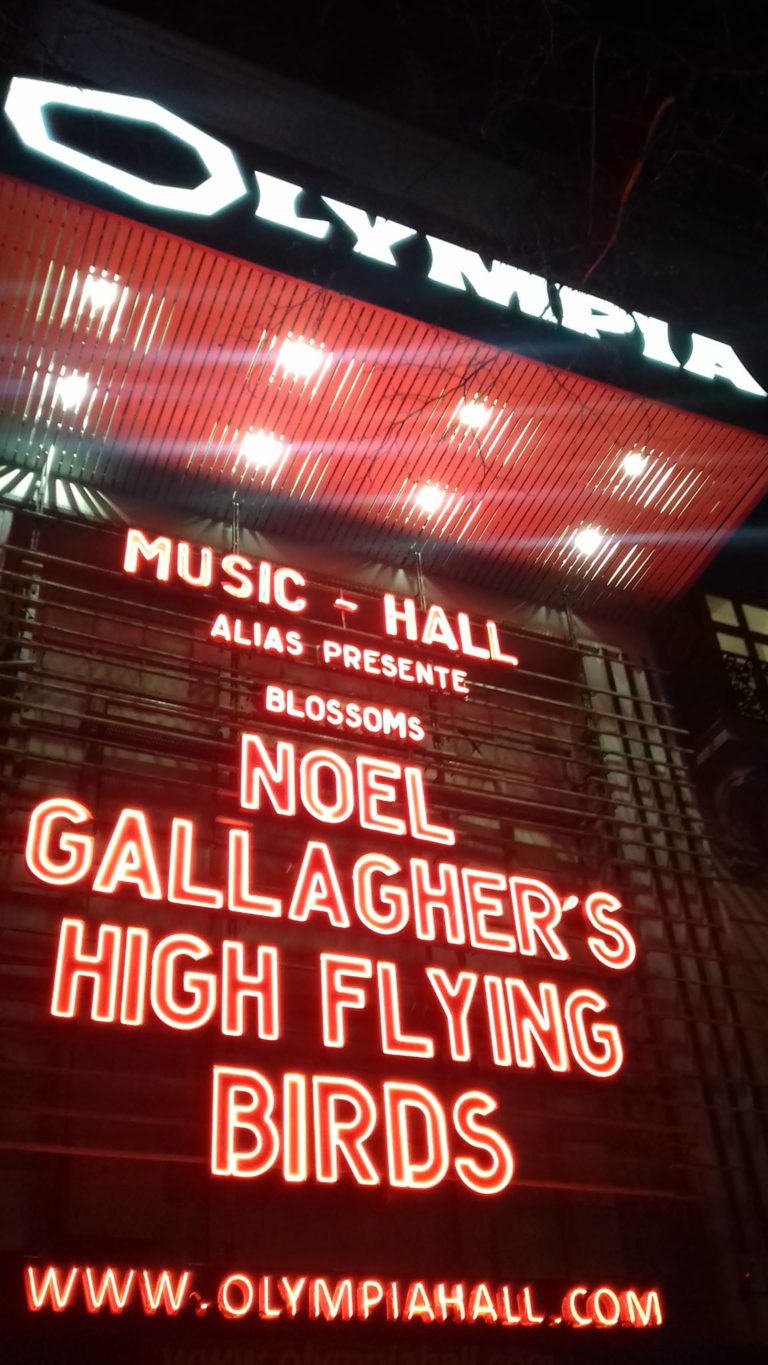 OLYMPIA
MUSIC - HALL
ALIAS PRESENTE
BLOSSOMS
NOEL
GALLAGHER'S
HIGH FLYING
BIRDS
WWW.OLYMPIAHALL.COM